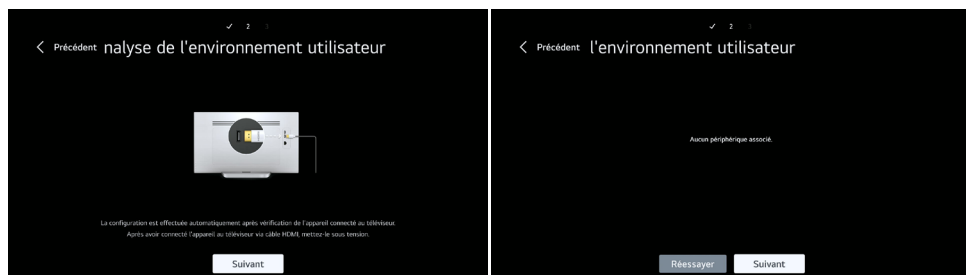 2 3
Précédent nalyse de l'environnement utilisateur
La configuration est effectuée automatiquement après vérification de l'appareil connecté au téléviseur.
Après avoir connecté l'appareil au téléviseur via câble HDMI, mettez-le sous tension.
Suivant
2 3
Précédent l'environnement utilisateur
Aucun périphérique associé.
Réessayer Suivant